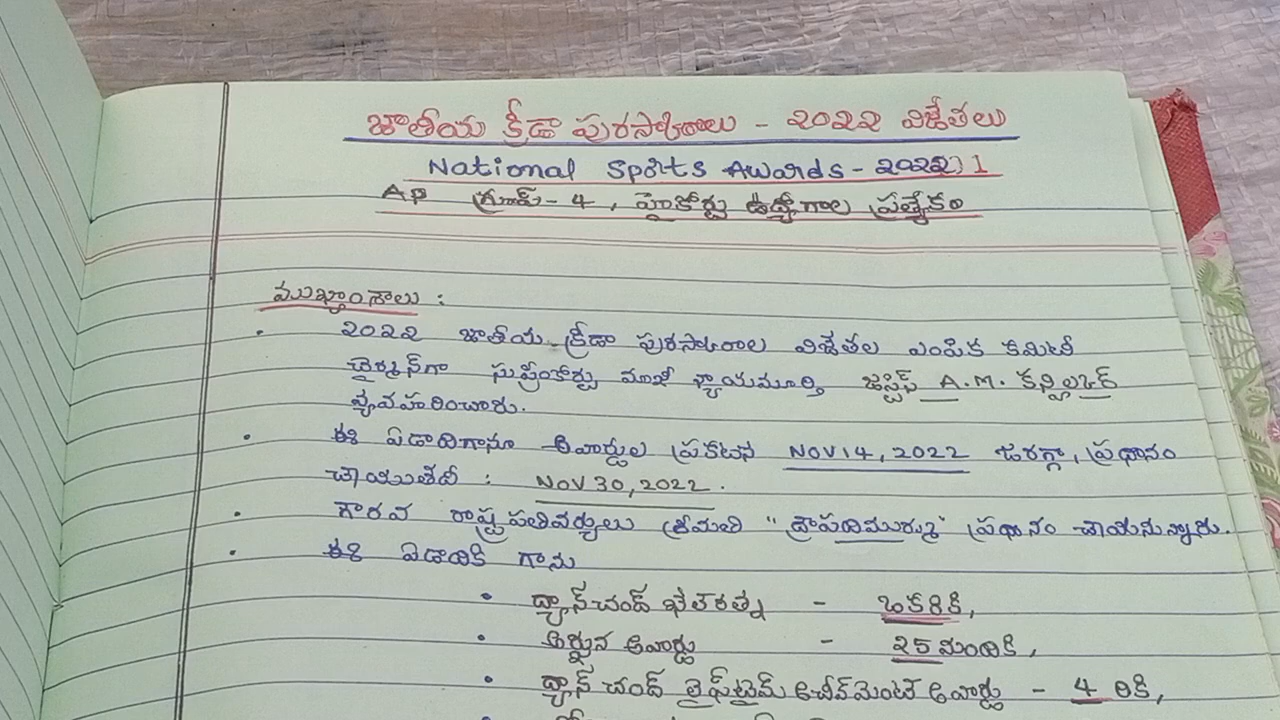 జాతీయ క్రీడా పురస్కారాలు - 2022 విజేతలు
National Sports Awards - 2022
AP గ్రూప్ - 4, హైకోర్టు ఉద్యోగాల ప్రత్యేకం
ముఖ్యాంశాలు :
• 2022 జాతీయ క్రీడా పురస్కారాల విజేతల ఎంపిక కమిటీ
చైర్మన్‌గా సుప్రీంకోర్టు మాజీ న్యాయమూర్తి జస్టిస్ A.M. కన్విల్కర్
వ్యవహరించారు.
• ఈ ఏడాదిగానూ అవార్డుల ప్రకటన NOV 14, 2022 జరగ్గా, ప్రధానం
చాయుతేదీ : NOV 30, 2022.
• గౌరవ రాష్ట్రపతివర్యులు శ్రీమతి "ద్రౌపదిముర్ము" ప్రధానం చాయనున్నారు.
• ఈ ఏడాదికి గాను
• ధ్యాన్‌చంద్ ఖేల్‌రత్న - ఒకరికి,
• అర్జున అవార్డు - 25 మందికి,
• ధ్యాన్ చంద్ లైఫ్‌టైమ్ అచీవ్‌మెంట్ అవార్డు - 4 రికి,